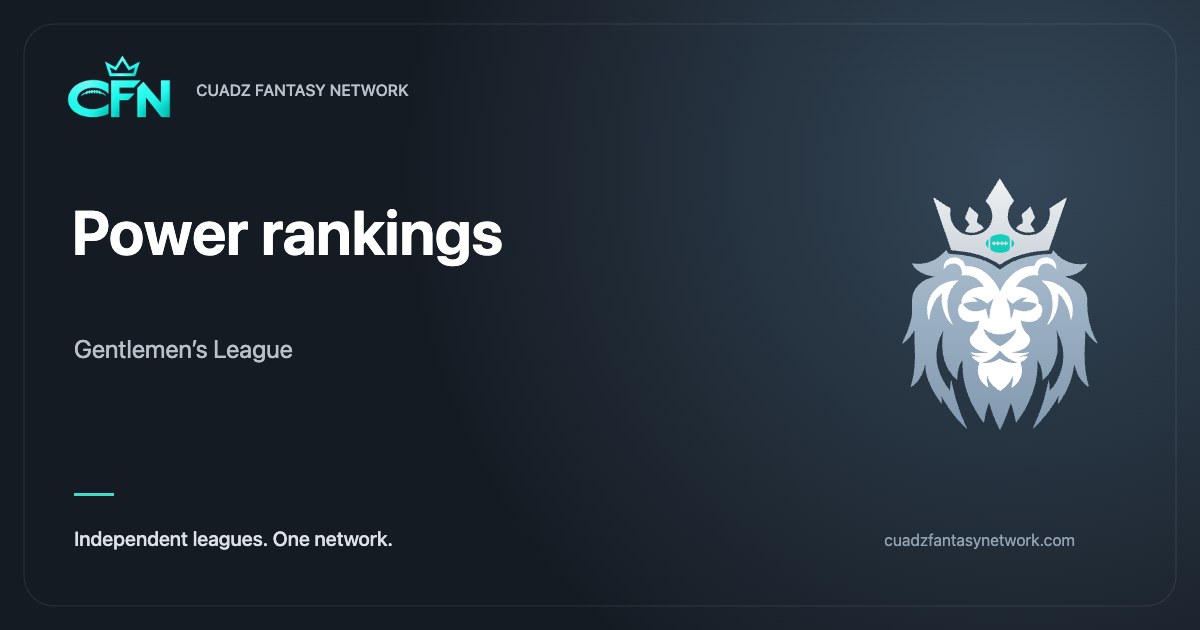 CFN
CUADZ FANTASY NETWORK
Power rankings
Gentlemen’s League
Independent leagues. One network.
cuadzfantasynetwork.com